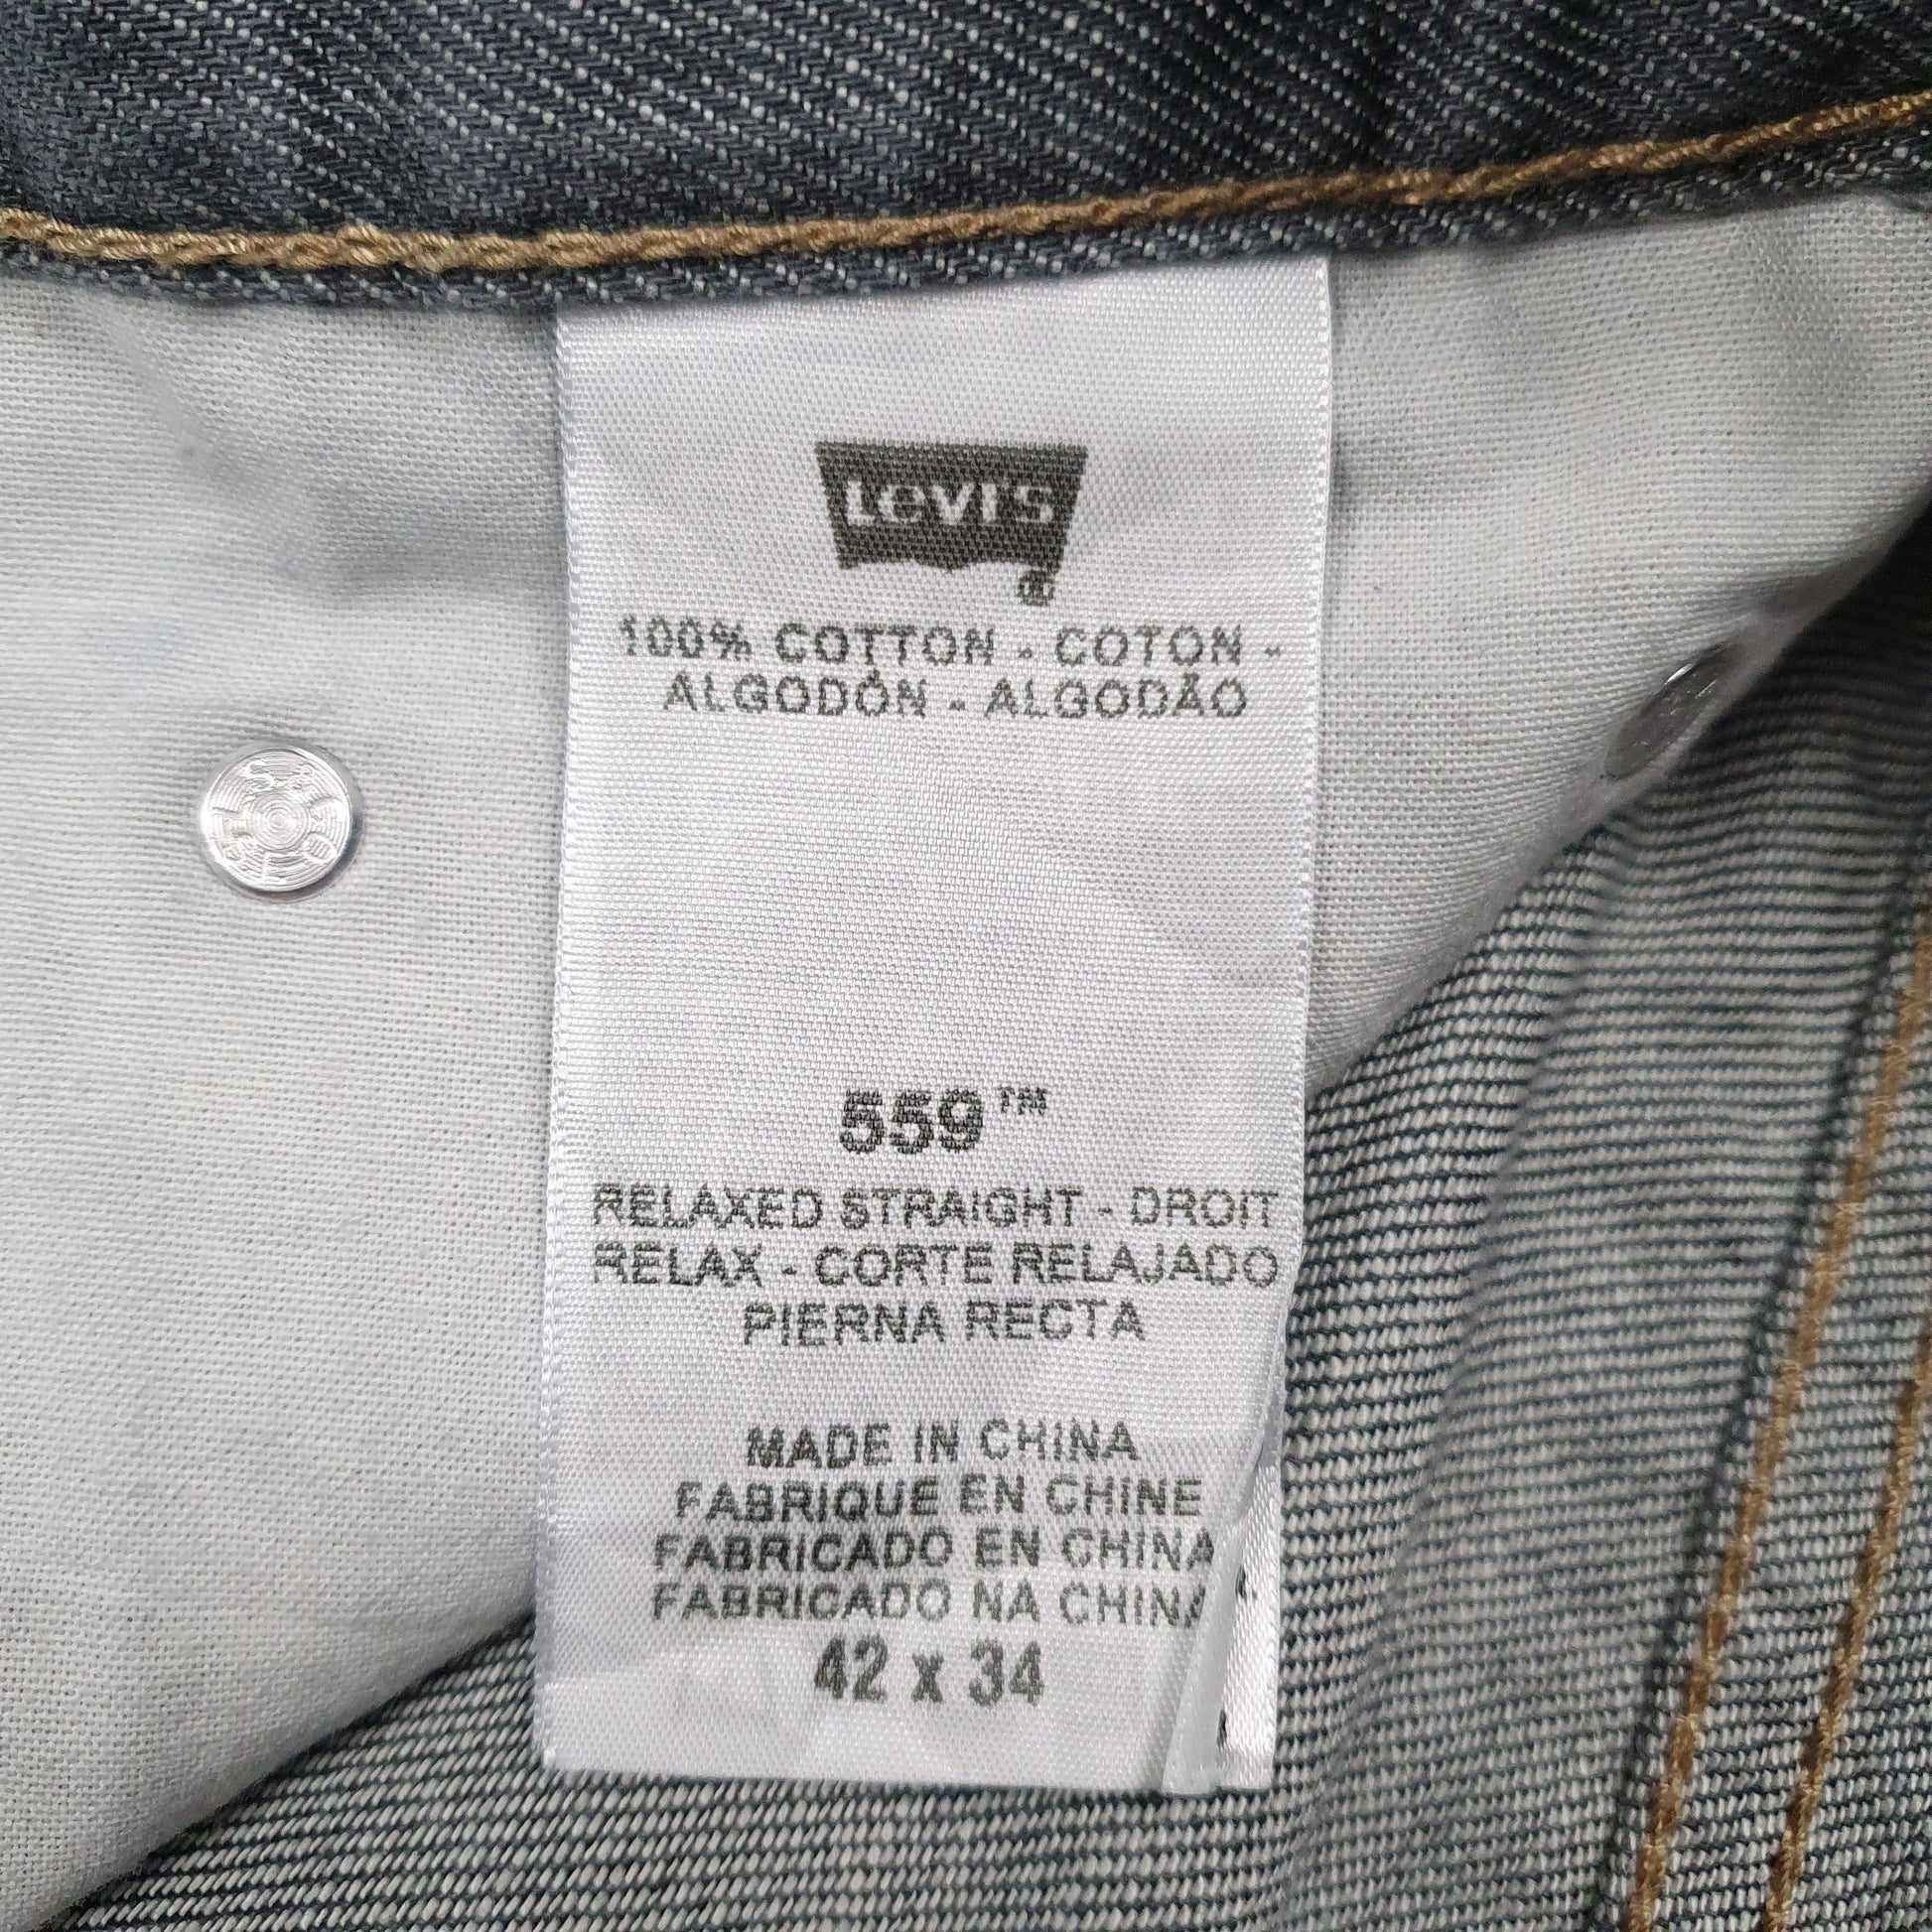 Levi's
®
100% COTTON - COTON -
ALGODÓN - ALGODÃO
559™
RELAXED STRAIGHT - DROIT
RELAX - CORTE RELAJADO
PIERNA RECTA
MADE IN CHINA
FABRIQUE EN CHINE
FABRICADO EN CHINA
FABRICADO NA CHINA
42 x 34